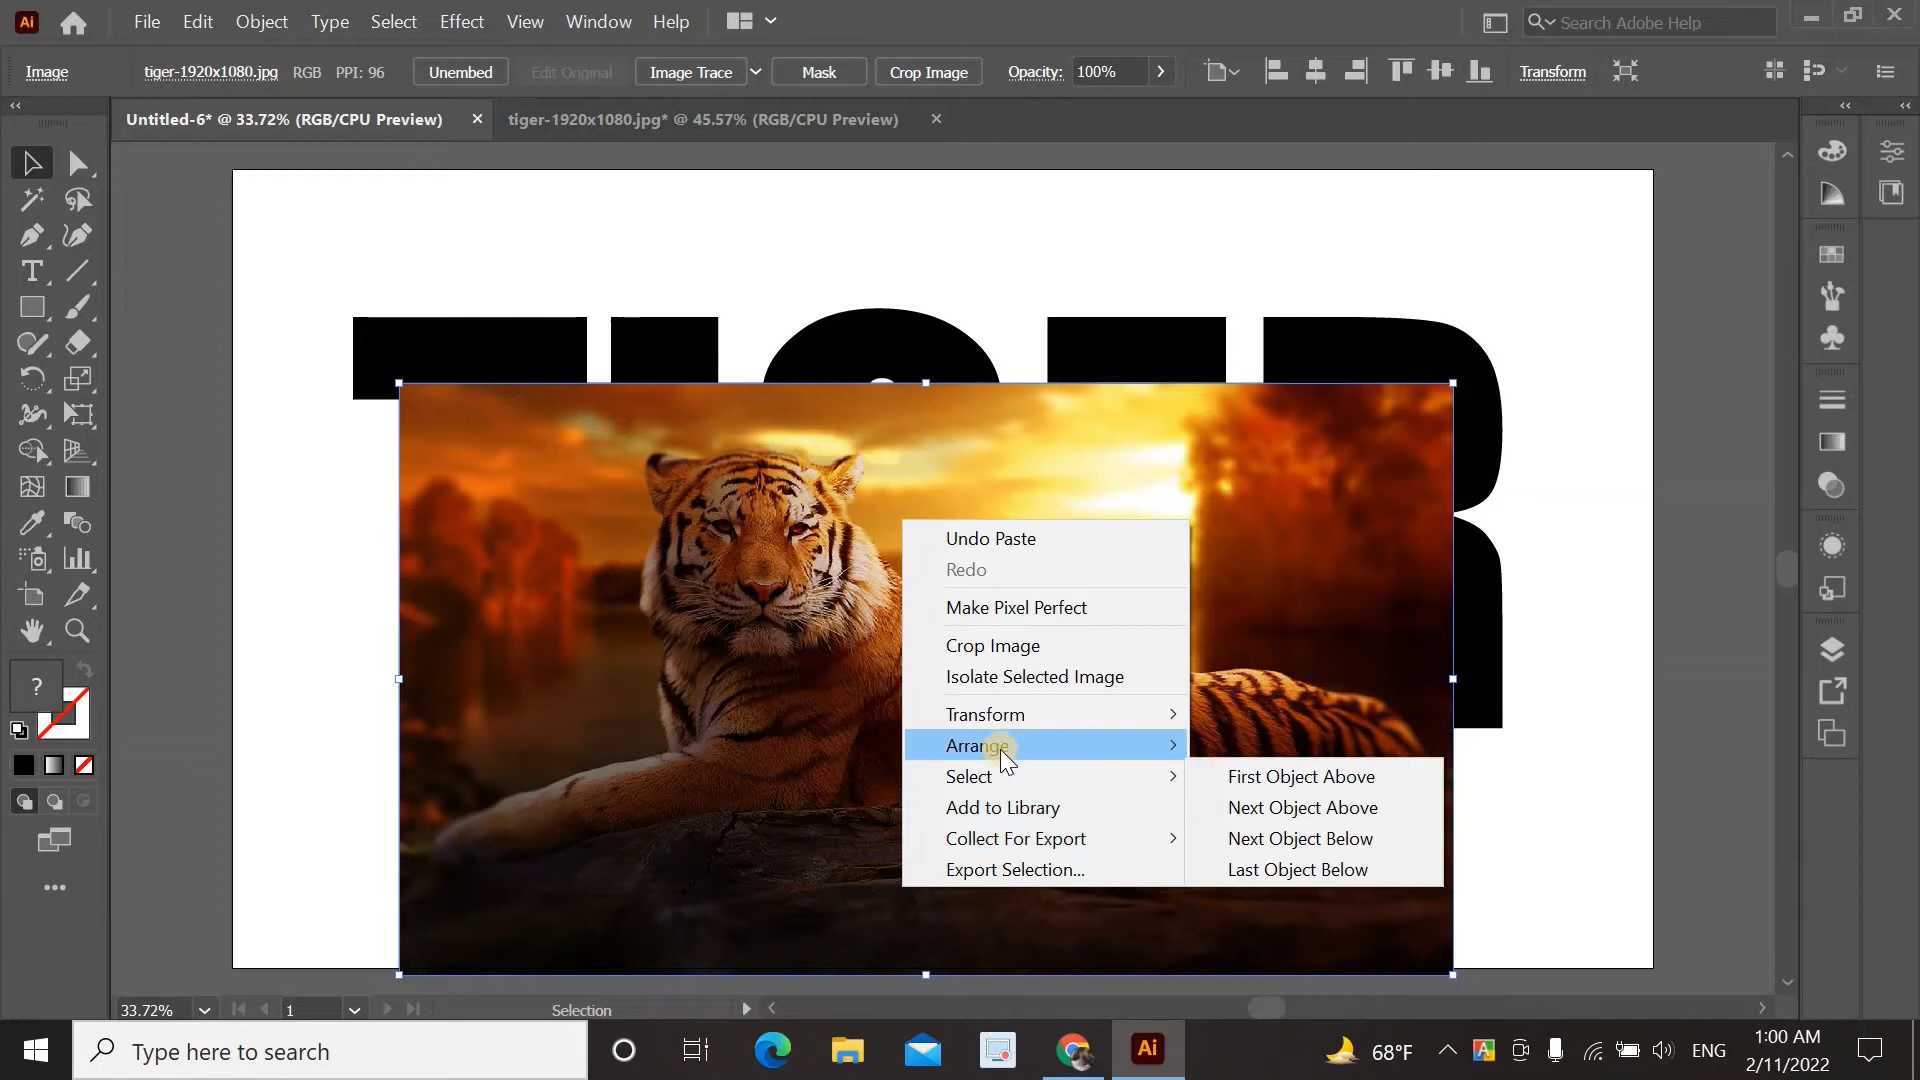 Ai File Edit Object Type Select Effect View Window Help Search Adobe Help
Image tiger-1920x1080.jpg RGB PPI: 96 Unembed Edit Original Image Trace Mask Crop Image Opacity: 100% Transform
Untitled-6* @ 33.72% (RGB/CPU Preview) tiger-1920x1080.jpg* @ 45.57% (RGB/CPU Preview)
TIGER
Undo Paste
Redo
Make Pixel Perfect
Crop Image
Isolate Selected Image
Transform
Arrange
Select
Add to Library
Collect For Export
Export Selection...
First Object Above
Next Object Above
Next Object Below
Last Object Below
?
33.72% 1 Selection
Type here to search Ai 68°F A ENG 1:00 AM
2/11/2022